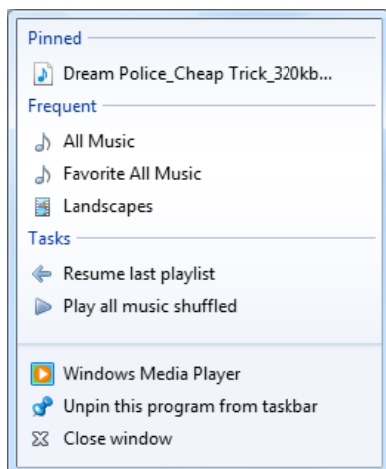 Pinned
Dream Police_Cheap Trick_320kb...
Frequent
All Music
Favorite All Music
Landscapes
Tasks
Resume last playlist
Play all music shuffled
Windows Media Player
Unpin this program from taskbar
Close window